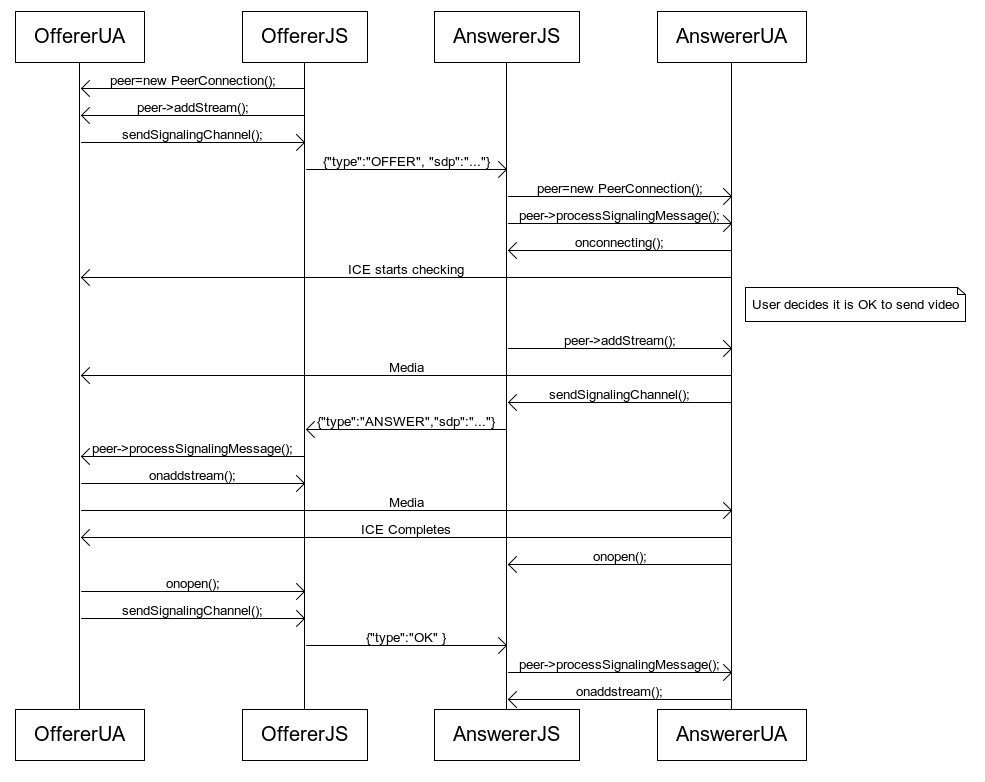 OffererUA
OffererJS
AnswererJS
AnswererUA
peer=new PeerConnection();
peer->addStream();
sendSignalingChannel();
{"type":"OFFER", "sdp":"..."}
peer=new PeerConnection();
peer->processSignalingMessage();
onconnecting();
ICE starts checking
User decides it is OK to send video
peer->addStream();
Media
sendSignalingChannel();
{"type":"ANSWER","sdp":"..."}
peer->processSignalingMessage();
onaddstream();
Media
ICE Completes
onopen();
onopen();
sendSignalingChannel();
{"type":"OK" }
peer->processSignalingMessage();
onaddstream();
OffererUA
OffererJS
AnswererJS
AnswererUA